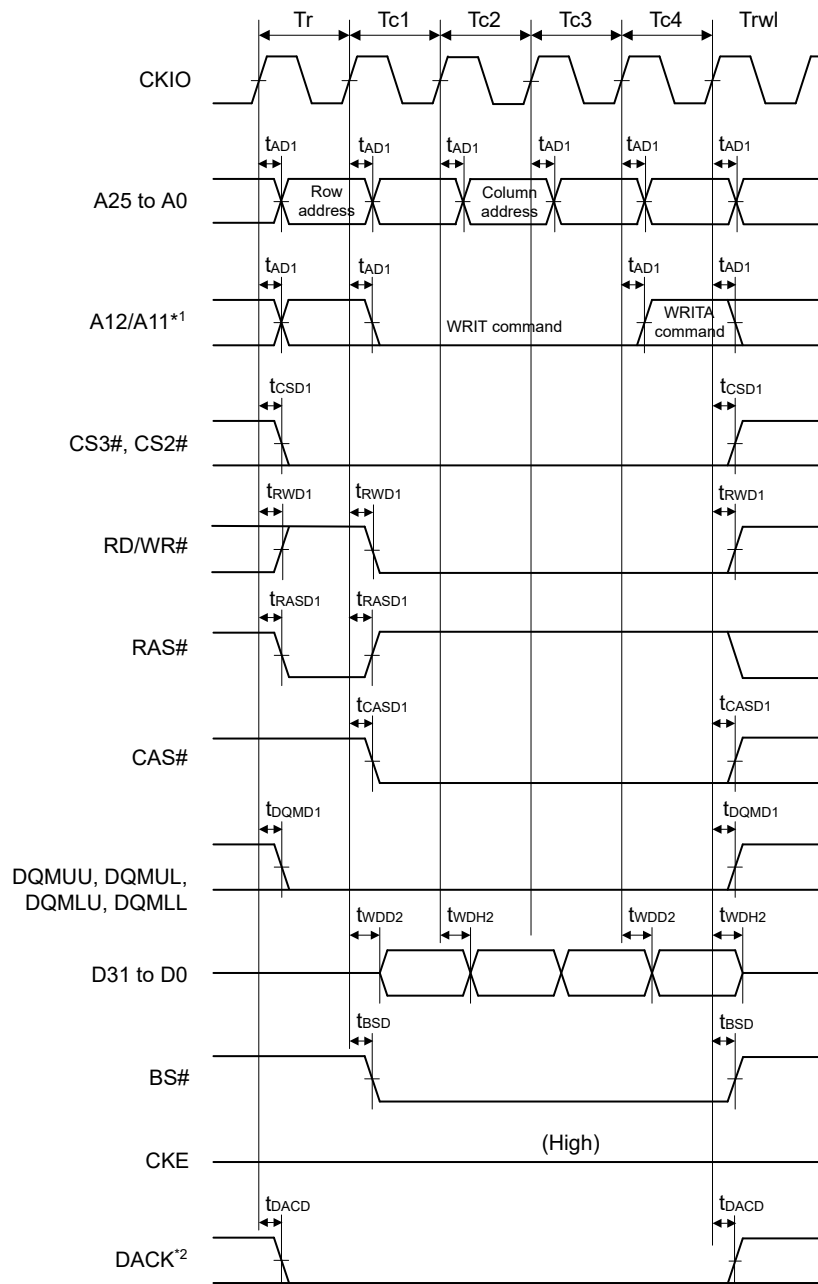 Tr Tc1 Tc2 Tc3 Tc4 Trwl
CKIO
tAD1 tAD1 tAD1 tAD1 tAD1 tAD1
A25 to A0
Row
address
Column
address
tAD1 tAD1 tAD1 tAD1
A12/A11*1
WRIT command
WRITA
command
tCSD1 tCSD1
CS3#, CS2#
tRWD1 tRWD1 tRWD1
RD/WR#
tRASD1 tRASD1
RAS#
tCASD1 tCASD1
CAS#
tDQMD1 tDQMD1
DQMUU, DQMUL,
DQMLU, DQMLL
tWDD2 tWDH2 tWDD2 tWDH2
D31 to D0
tBSD tBSD
BS#
(High)
CKE
tDACD tDACD
DACK*2